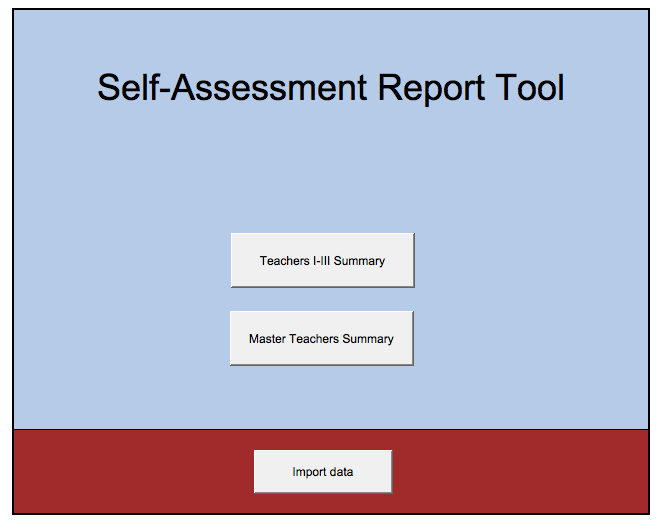 Self-Assessment Report Tool
Teachers I-III Summary
Master Teachers Summary
Import data